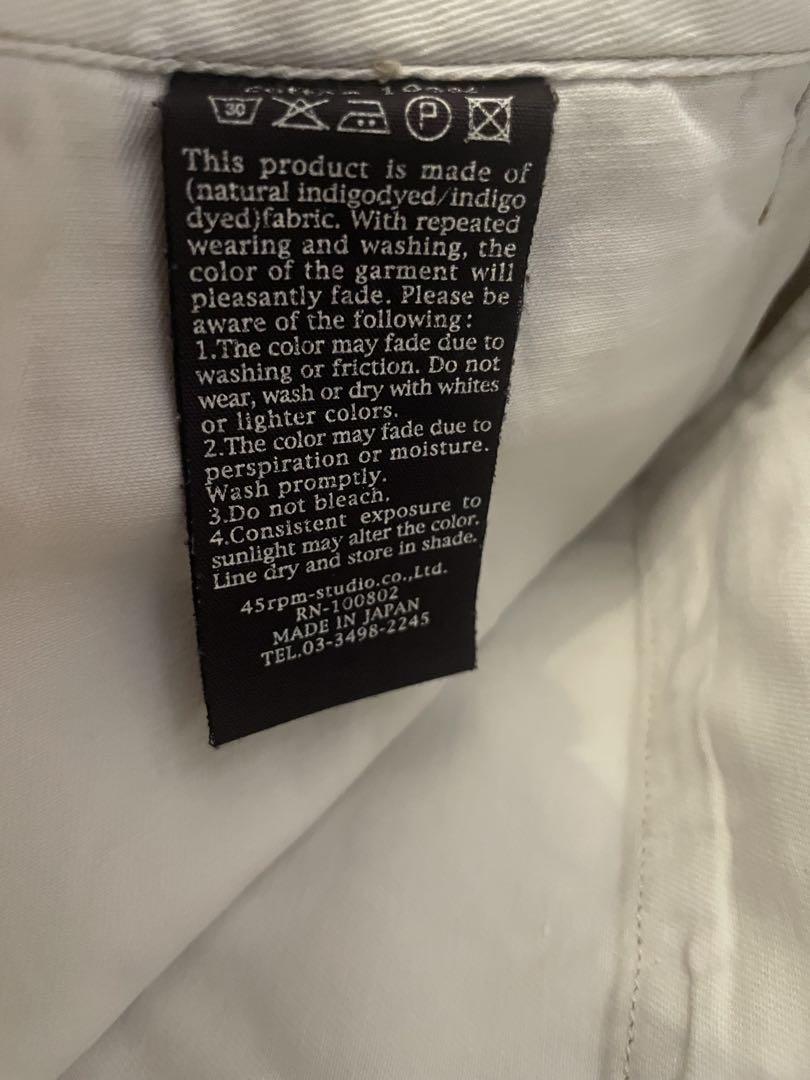 30 P
This product is made of
(natural indigodyed/indigo
dyed)fabric. With repeated
wearing and washing, the
color of the garment will
pleasantly fade. Please be
aware of the following:
1.The color may fade due to
washing or friction. Do not
wear, wash or dry with whites
or lighter colors.
2.The color may fade due to
perspiration or moisture.
Wash promptly.
3.Do not bleach.
4.Consistent exposure to
sunlight may alter the color.
Line dry and store in shade.
45rpm-studio.co.,Ltd.
RN-100802
MADE IN JAPAN
TEL.03-3498-2245